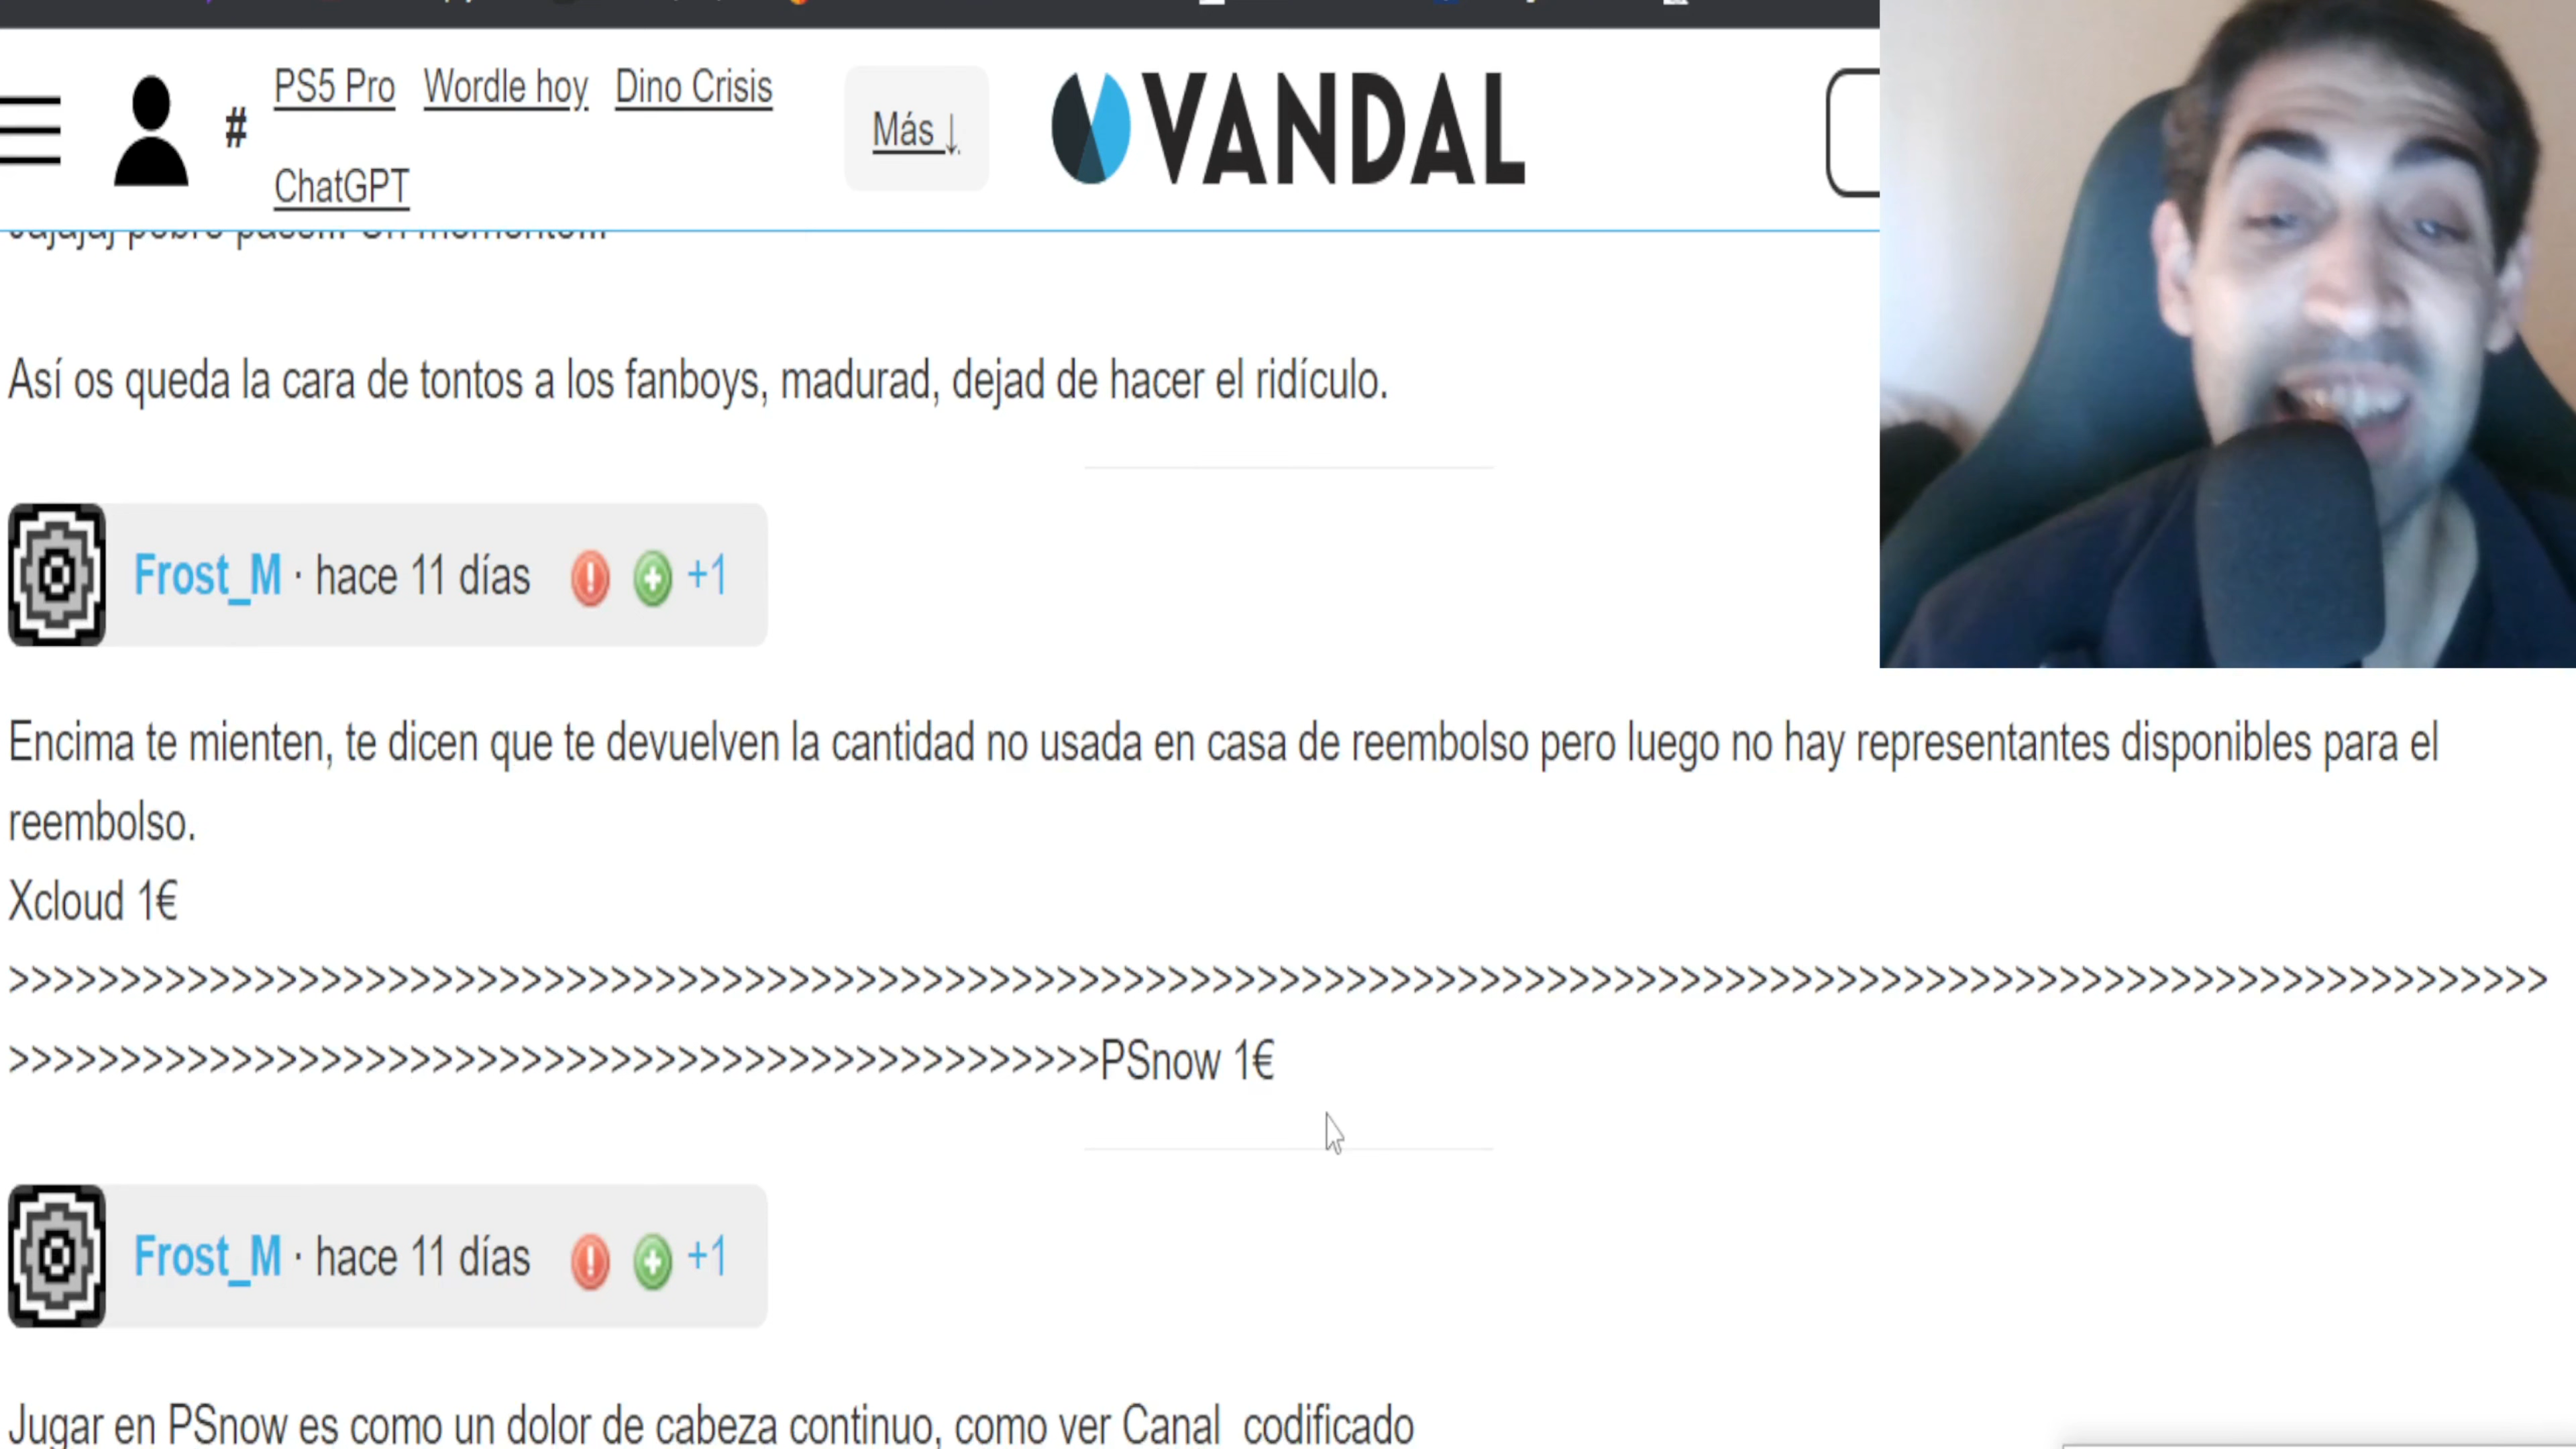 PS5 Pro Wordle hoy Dino Crisis
# Más ↓ VANDAL
ChatGPT
Así os queda la cara de tontos a los fanboys, madurad, dejad de hacer el ridículo.
Frost_M · hace 11 días +1
Encima te mienten, te dicen que te devuelven la cantidad no usada en casa de reembolso pero luego no hay representantes disponibles para el
reembolso.
Xcloud 1€
>>>>>>>>>>>>>>>>>>>>>>>>>>>>>>>>>>>>>>>>>>>>>>>>>>>>>>>>>>>>>>>>>>>>>>>>>>>>>>>>>>>>>>>>>>>>>>>>>>>>>>>>>>>>>>>>>>
>>>>>>>>>>>>>>>>>>>>>>>>>>>>>>>>>>>>>>>>>>>>>>>>>PSnow 1€
Frost_M · hace 11 días +1
Jugar en PSnow es como un dolor de cabeza continuo, como ver Canal codificado